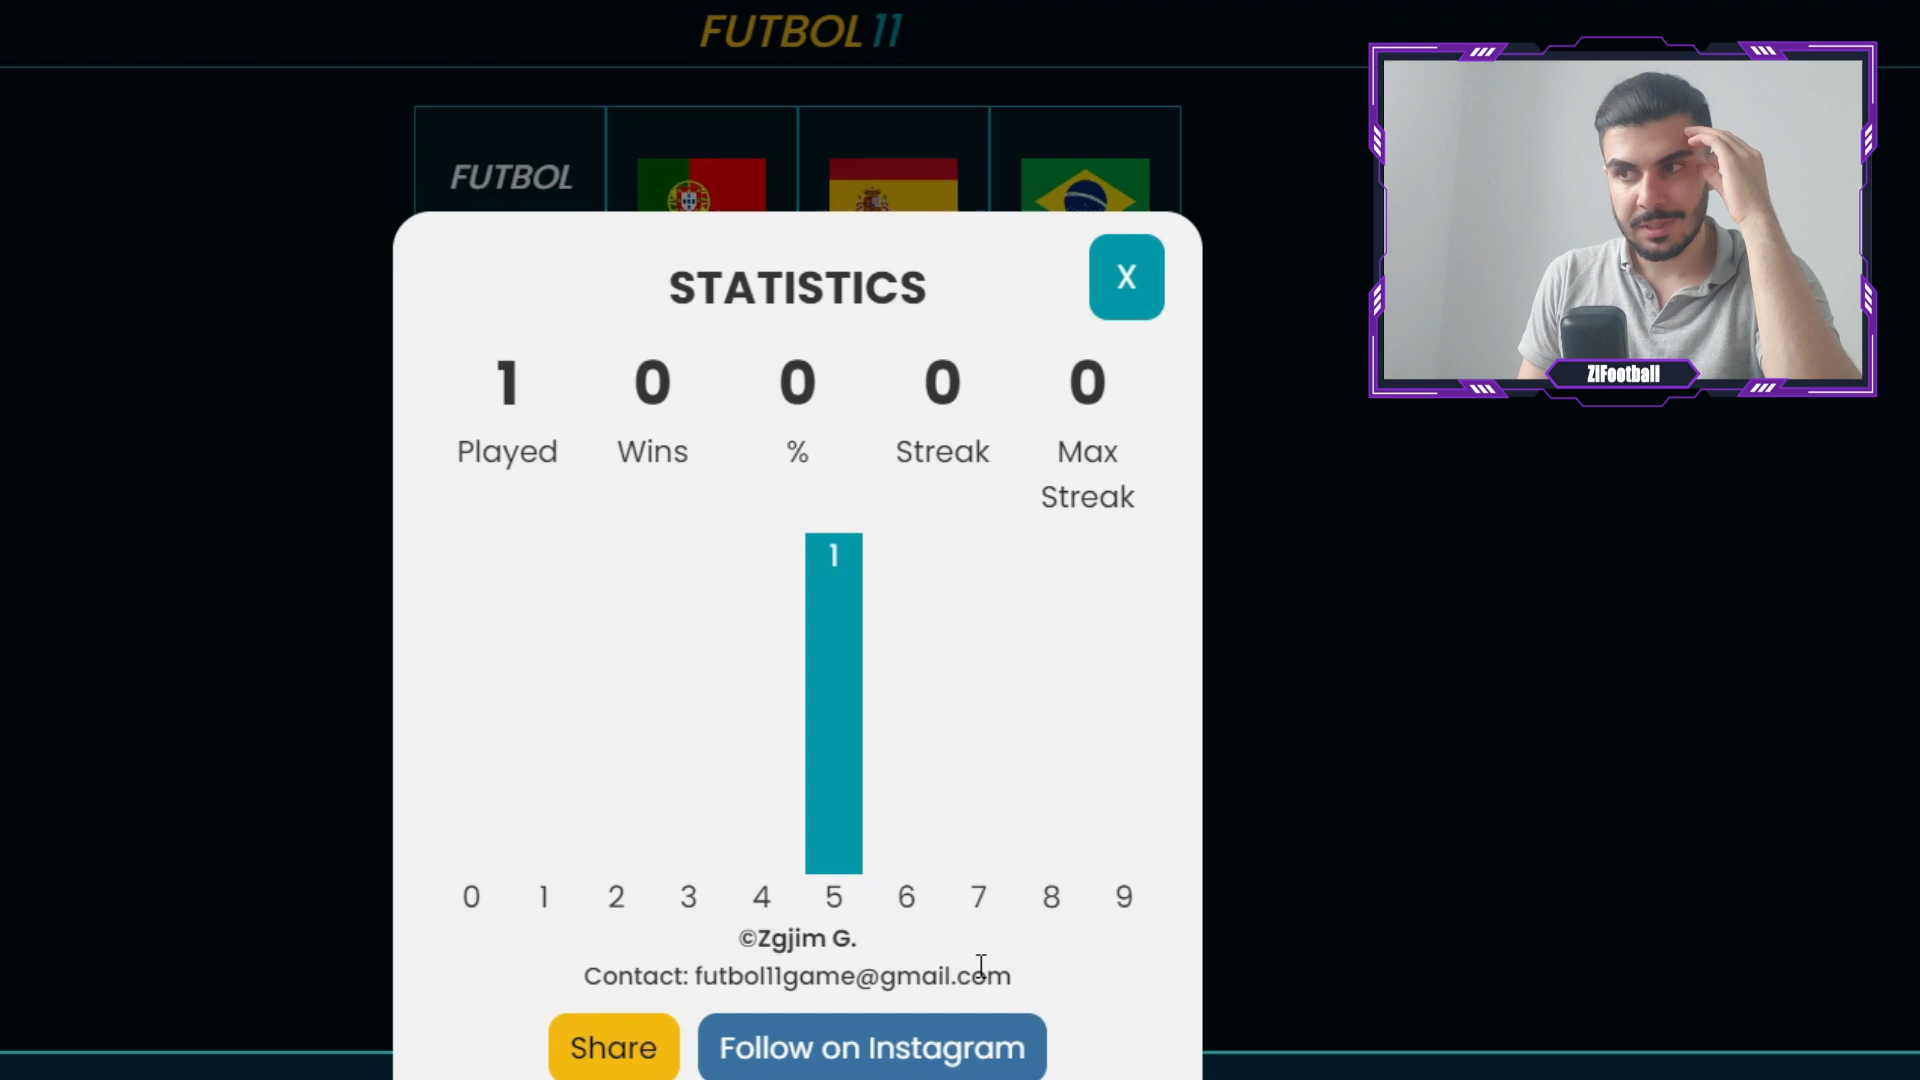 FUTBOL 11
FUTBOL
STATISTICS
X
1 0 0 0 0
Played Wins % Streak Max Streak
1
0 1 2 3 4 5 6 7 8 9
©Zgjim G.
Contact: futbol11game@gmail.com
Share
Follow on Instagram
ZIFootball